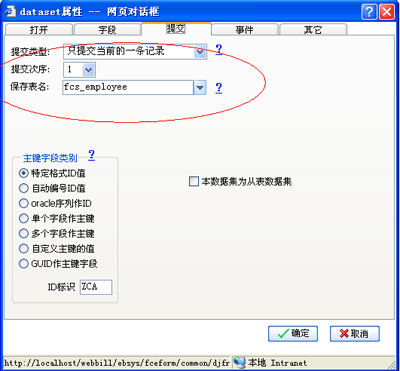 dataset属性 -- 网页对话框
打开 字段 提交 事件 其它
提交类型: 只提交当前的一条记录 ?
提交次序: 1
保存表名: fcs_employee ?
主键字段类别 ?
特定格式ID值
自动编号ID值
oracle序列作ID
单个字段作主键
多个字段作主键
自定义主键的值
GUID作主键字段
ID标识 ZCA
本数据集为从表数据集
确定 取消
http://localhost/webbill/ebsys/fceform/common/djfr 本地 Intranet